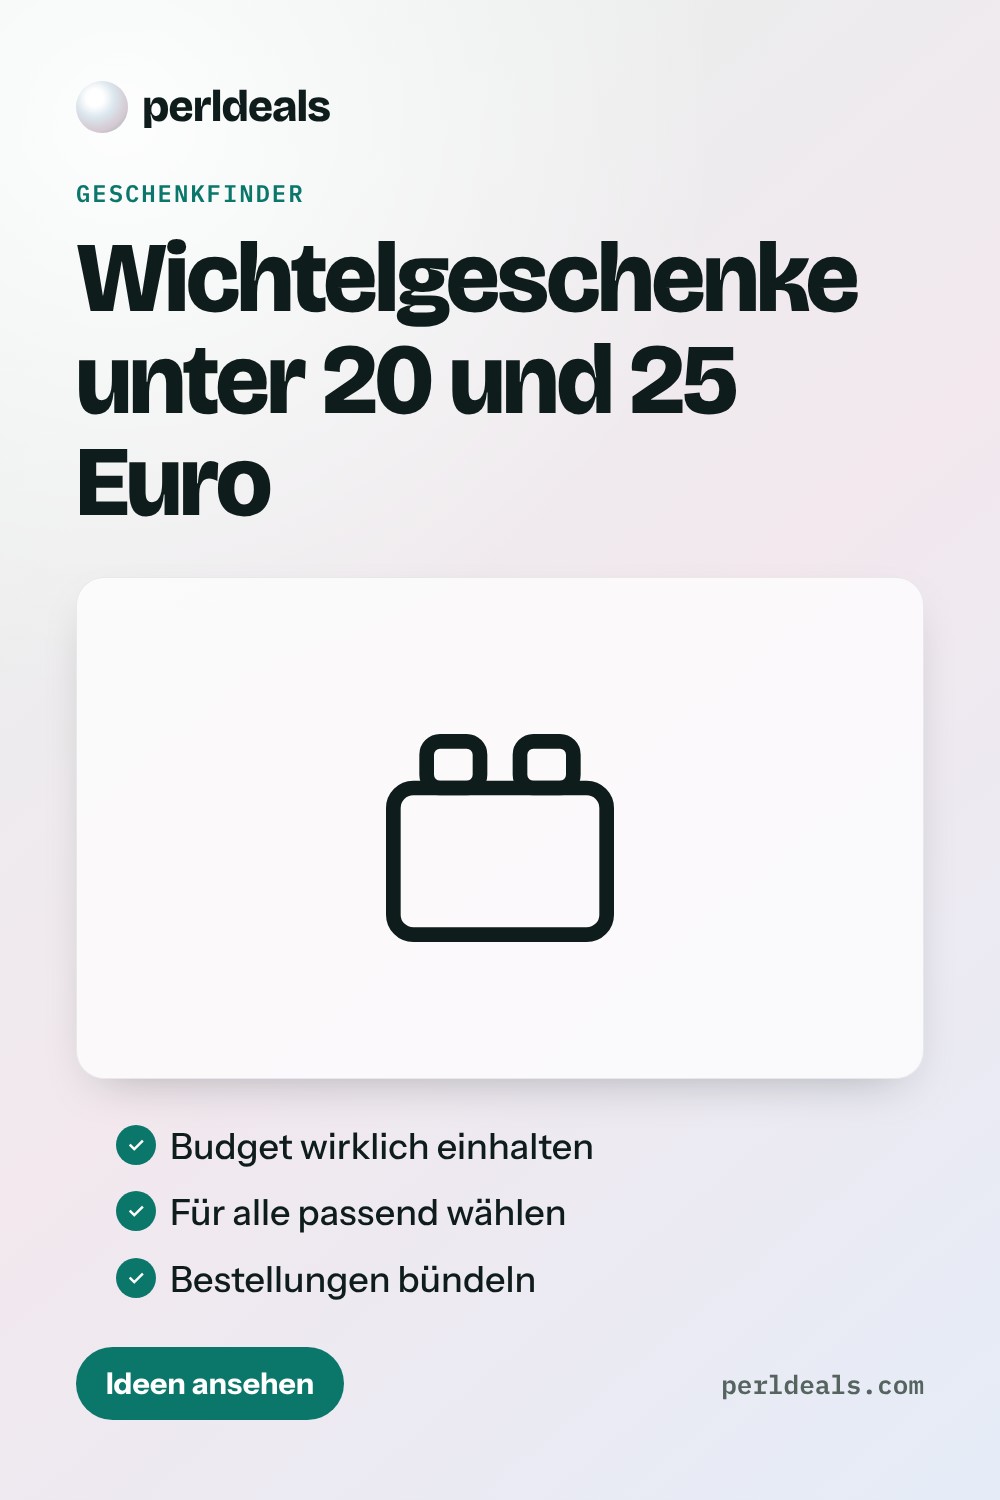 perldeals
GESCHENKFINDER
Wichtelgeschenke
unter 20 und 25
Euro
Budget wirklich einhalten
Für alle passend wählen
Bestellungen bündeln
Ideen ansehen
perldeals.com